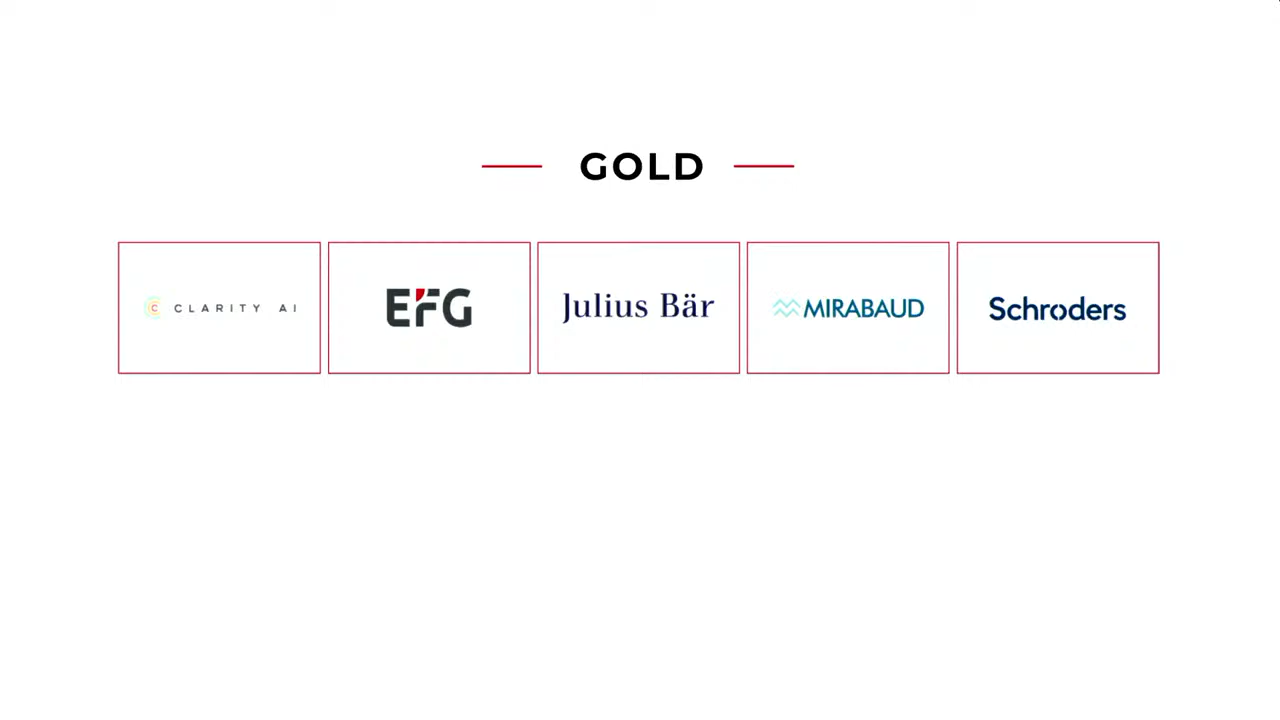 GOLD
C CLARITY AI
EFG
Julius Bär
MIRABAUD
Schroders